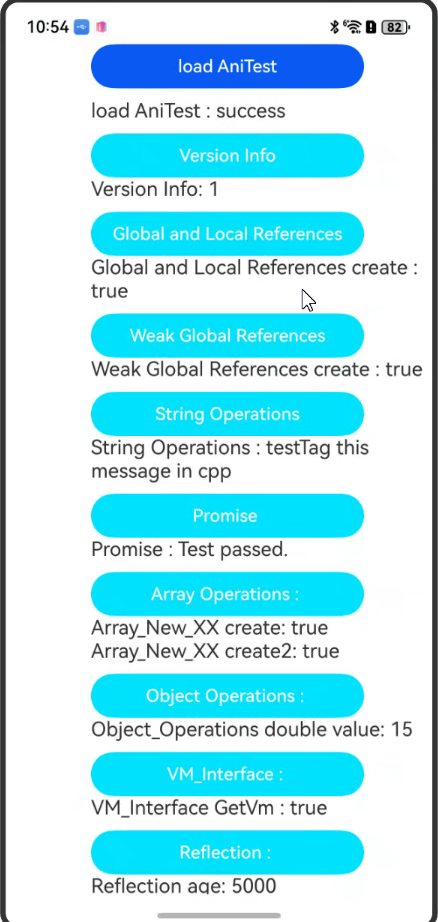 10:54 82
load AniTest
load AniTest : success
Version Info
Version Info: 1
Global and Local References
Global and Local References create :
true
Weak Global References
Weak Global References create : true
String Operations
String Operations : testTag this
message in cpp
Promise
Promise : Test passed.
Array Operations :
Array_New_XX create: true
Array_New_XX create2: true
Object Operations :
Object_Operations double value: 15
VM_Interface :
VM_Interface GetVm : true
Reflection :
Reflection age: 5000